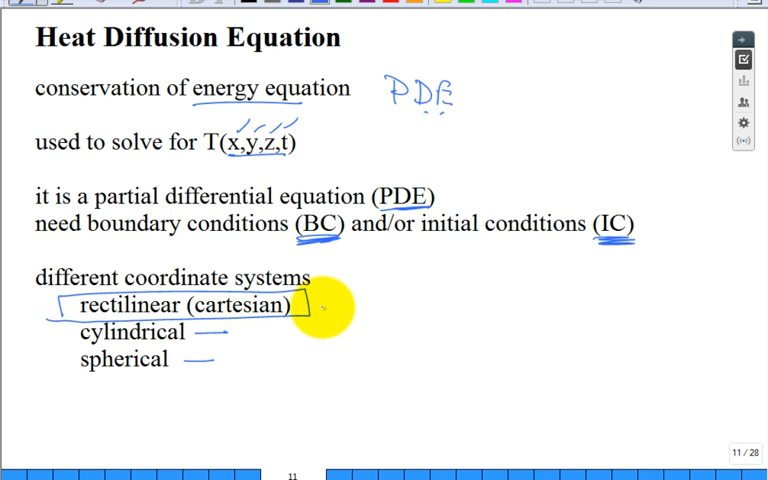 Heat Diffusion Equation
conservation of energy equation PDE
used to solve for T(x,y,z,t)
it is a partial differential equation (PDE)
need boundary conditions (BC) and/or initial conditions (IC)
different coordinate systems
rectilinear (cartesian)
cylindrical
spherical
11 / 28
11